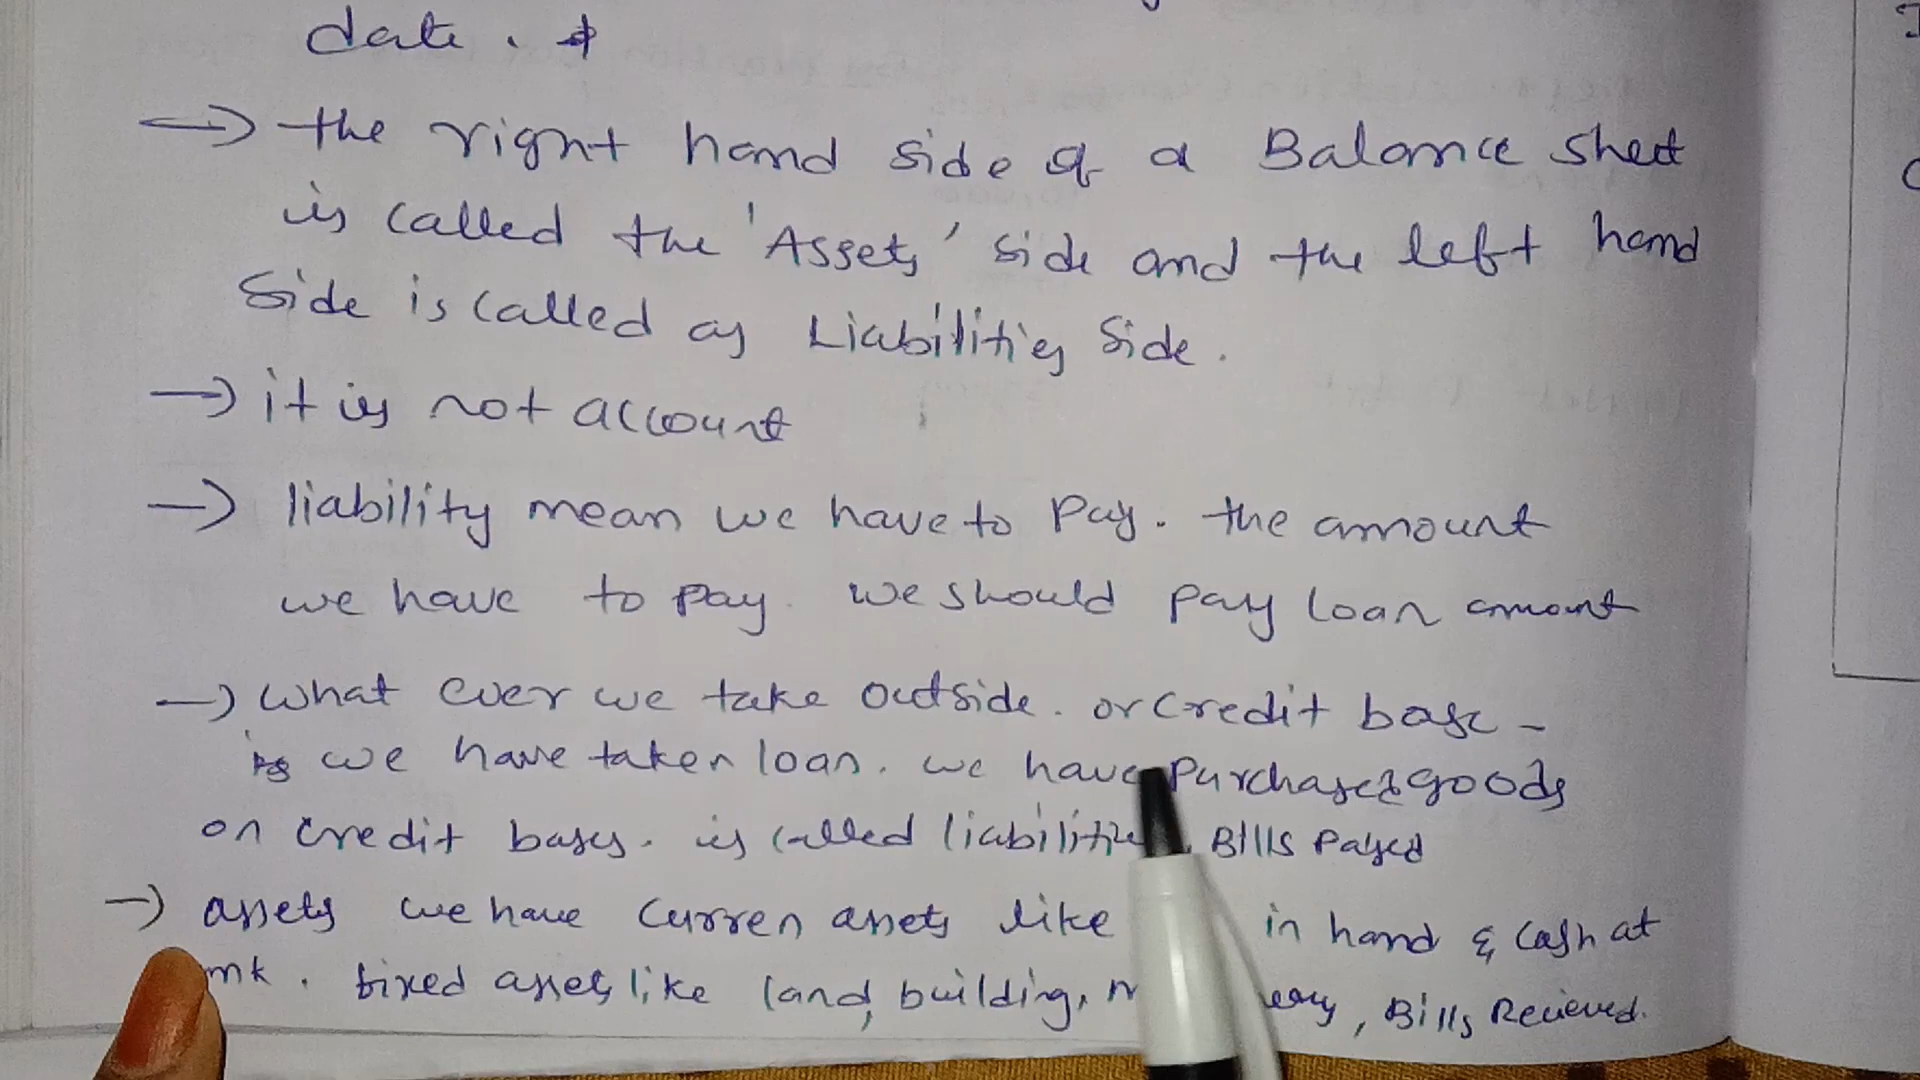 date.
→ the right hand side of a Balance sheet
is called the 'Assets' side and the left hand
Side is called as Liabilities Side.
→ it is not account
→ liability mean we have to Pay. the amount
we have to pay. we should pay loan amount
→ what ever we take outside. or credit base -
we have taken loan. we have Purchased goods
on credit bases. is called liabilitie Bills Payed
→ assets we have Curren assets like in hand & Cash at
fixed assets like land, building, , Bills Recieved.